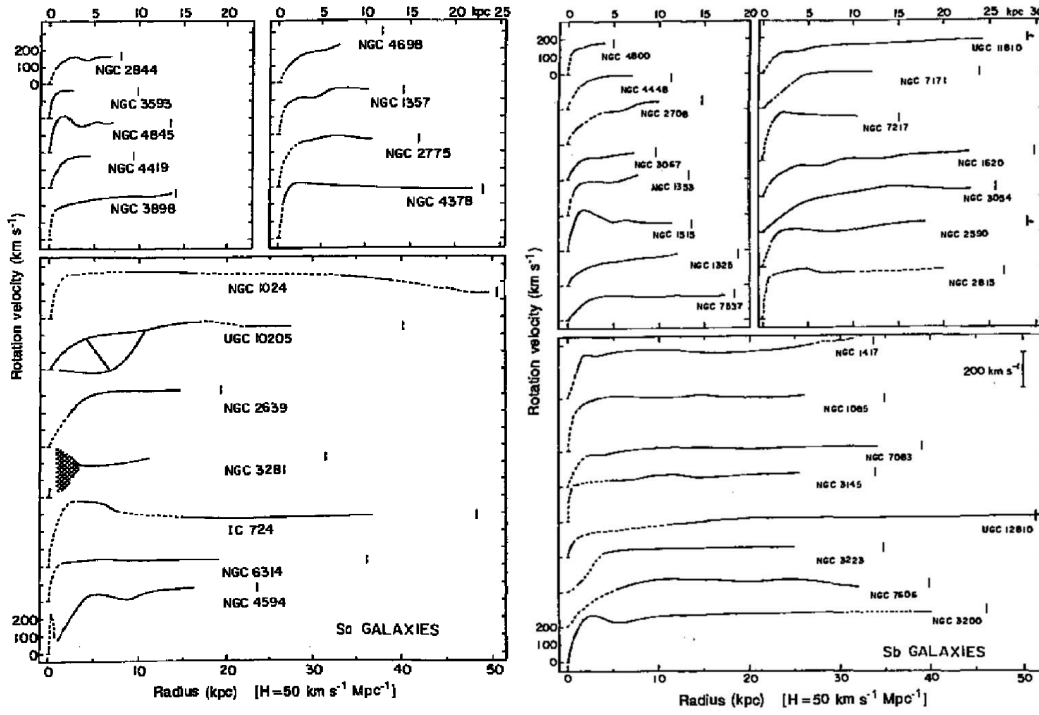 0 5 10 15 20
0 5 10 15 20 kpc 25
200
100
0
NGC 2844
NGC 3593
NGC 4845
NGC 4419
NGC 3898
NGC 4698
NGC 1357
NGC 2775
NGC 4378
Rotation velocity (km s⁻¹)
NGC 1024
UGC 10205
NGC 2639
NGC 3281
IC 724
NGC 6314
NGC 4594
200
100
0
Sa GALAXIES
0 10 20 30 40 50
Radius (kpc) [H=50 km s⁻¹ Mpc⁻¹]
0 5 10 15 20
0 5 10 15 20 25 kpc 30
200
100
0
NGC 4800
NGC 4448
NGC 2708
NGC 3067
NGC 1353
NGC 1515
NGC 1325
NGC 7537
UGC 11810
NGC 7171
NGC 7217
NGC 1620
NGC 3054
NGC 2590
NGC 2815
Rotation velocity (km s⁻¹)
NGC 1417
200 km s⁻¹
NGC 1085
NGC 7083
NGC 3145
UGC 12810
NGC 3223
NGC 7606
NGC 3200
200
100
0
Sb GALAXIES
0 10 20 30 40 50
Radius (kpc) [H=50 km s⁻¹ Mpc⁻¹]